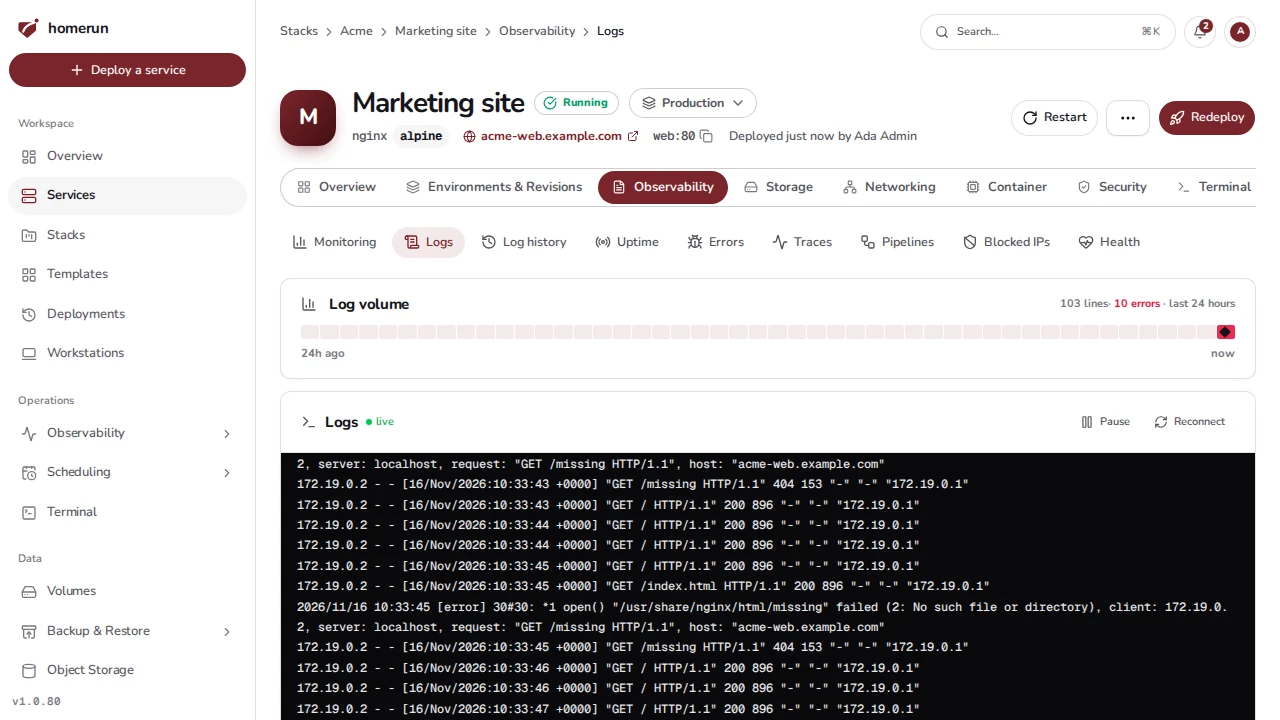 homerun
Stacks > Acme > Marketing site > Observability > Logs
Search... ⌘K
2
A
Deploy a service
Workspace
Overview
Services
Stacks
Templates
Deployments
Workstations
Operations
Observability
Scheduling
Terminal
Data
Volumes
Backup & Restore
Object Storage
v1.0.80
M
Marketing site Running Production
nginx alpine acme-web.example.com web:80 Deployed just now by Ada Admin
Restart ... Redeploy
Overview Environments & Revisions Observability Storage Networking Container Security Terminal
Monitoring Logs Log history Uptime Errors Traces Pipelines Blocked IPs Health
Log volume 103 lines· 10 errors · last 24 hours
24h ago now
Logs live Pause Reconnect
2, server: localhost, request: "GET /missing HTTP/1.1", host: "acme-web.example.com"
172.19.0.2 - - [16/Nov/2026:10:33:43 +0000] "GET /missing HTTP/1.1" 404 153 "-" "-" "172.19.0.1"
172.19.0.2 - - [16/Nov/2026:10:33:43 +0000] "GET / HTTP/1.1" 200 896 "-" "-" "172.19.0.1"
172.19.0.2 - - [16/Nov/2026:10:33:44 +0000] "GET / HTTP/1.1" 200 896 "-" "-" "172.19.0.1"
172.19.0.2 - - [16/Nov/2026:10:33:44 +0000] "GET / HTTP/1.1" 200 896 "-" "-" "172.19.0.1"
172.19.0.2 - - [16/Nov/2026:10:33:45 +0000] "GET / HTTP/1.1" 200 896 "-" "-" "172.19.0.1"
172.19.0.2 - - [16/Nov/2026:10:33:45 +0000] "GET /index.html HTTP/1.1" 200 896 "-" "-" "172.19.0.1"
2026/11/16 10:33:45 [error] 30#30: *1 open() "/usr/share/nginx/html/missing" failed (2: No such file or directory), client: 172.19.0.
2, server: localhost, request: "GET /missing HTTP/1.1", host: "acme-web.example.com"
172.19.0.2 - - [16/Nov/2026:10:33:45 +0000] "GET /missing HTTP/1.1" 404 153 "-" "-" "172.19.0.1"
172.19.0.2 - - [16/Nov/2026:10:33:46 +0000] "GET / HTTP/1.1" 200 896 "-" "-" "172.19.0.1"
172.19.0.2 - - [16/Nov/2026:10:33:46 +0000] "GET / HTTP/1.1" 200 896 "-" "-" "172.19.0.1"
172.19.0.2 - - [16/Nov/2026:10:33:47 +0000] "GET / HTTP/1.1" 200 896 "-" "-" "172.19.0.1"